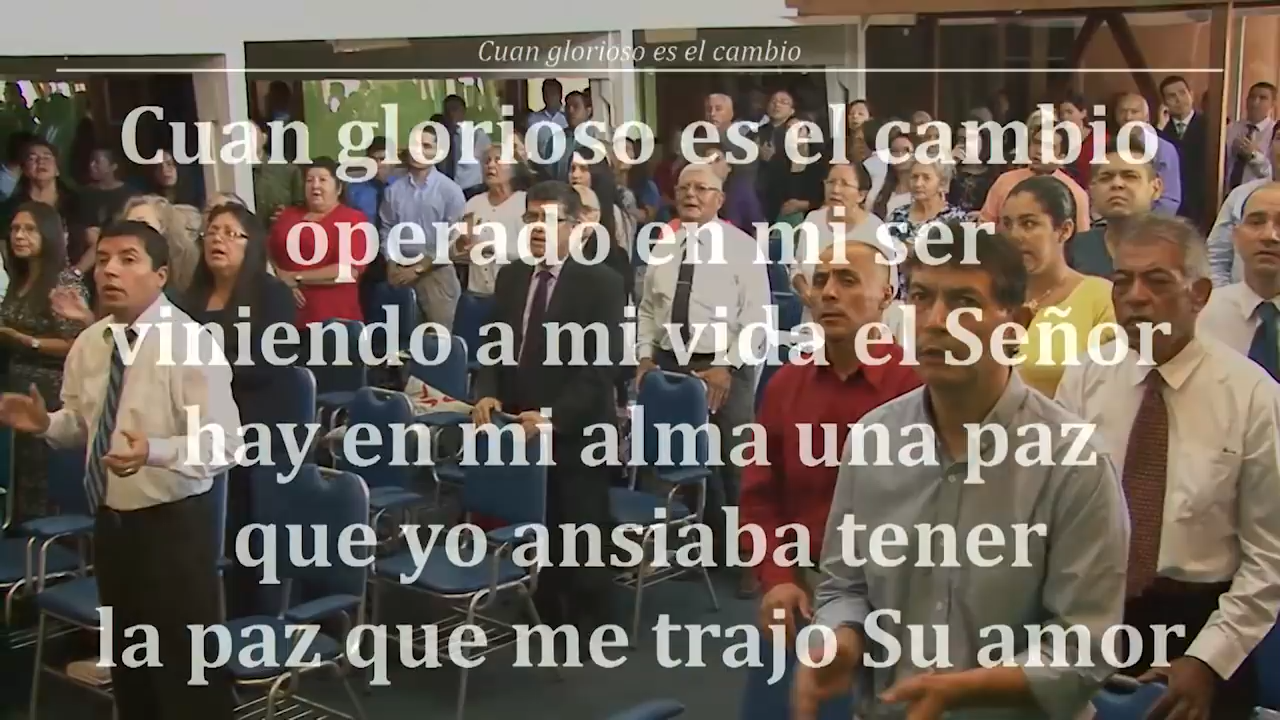 Cuan glorioso es el cambio
Cuan glorioso es el cambio
operado en mi ser
viniendo a mi vida el Señor
hay en mi alma una paz
que yo ansiaba tener
la paz que me trajo Su amor